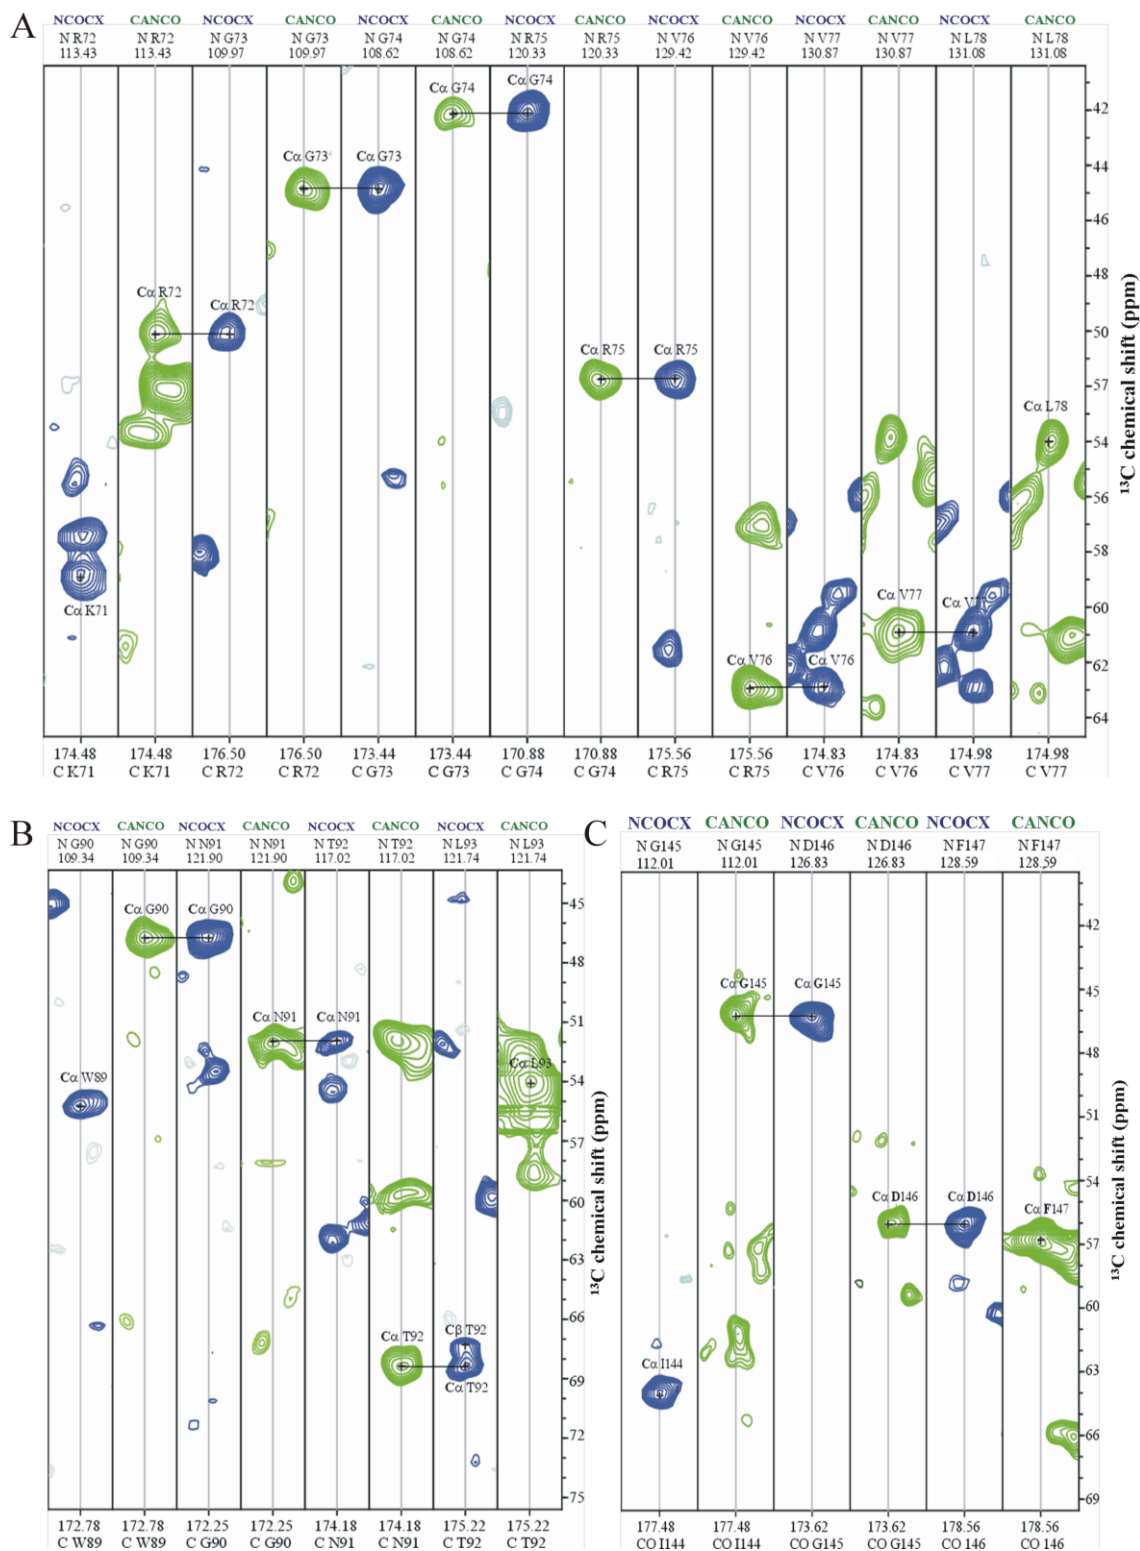 A
NCOCX CANCO NCOCX CANCO NCOCX CANCO NCOCX CANCO NCOCX CANCO NCOCX CANCO NCOCX CANCO
N R72 N R72 N G73 N G73 N G74 N G74 N R75 N R75 N V76 N V76 N V77 N V77 N L78 N L78
113.43 113.43 109.97 109.97 108.62 108.62 120.33 120.33 129.42 129.42 130.87 130.87 131.08 131.08
Cα G74 Cα G74
42
Cα G73 Cα G73
44
46
48
Cα R72 Cα R72
50
Cα R75 Cα R75
57
Cα L78
54
56
58
Cα K71
Cα V77 Cα V77
60
Cα V76 Cα V76
62
64
¹³C chemical shift (ppm)
174.48 174.48 176.50 176.50 173.44 173.44 170.88 170.88 175.56 175.56 174.83 174.83 174.98 174.98
C K71 C K71 C R72 C R72 C G73 C G73 C G74 C G74 C R75 C R75 C V76 C V76 C V77 C V77
B
NCOCX CANCO NCOCX CANCO NCOCX CANCO NCOCX CANCO
N G90 N G90 N N91 N N91 N T92 N T92 N L93 N L93
109.34 109.34 121.90 121.90 117.02 117.02 121.74 121.74
45
Cα G90 Cα G90
48
Cα N91 Cα N91
51
Cα W89
Cα L93
54
57
60
63
66
Cα T92 Cβ T92
Cα T92
69
72
75
¹³C chemical shift (ppm)
172.78 172.78 172.25 172.25 174.18 174.18 175.22 175.22
C W89 C W89 C G90 C G90 C N91 C N91 C T92 C T92
C
NCOCX CANCO NCOCX CANCO NCOCX CANCO
N G145 N G145 N D146 N D146 N F147 N F147
112.01 112.01 126.83 126.83 128.59 128.59
42
Cα G145 Cα G145
45
48
51
54
Cα D146 Cα D146
Cα F147
57
60
Cα I144
63
66
69
¹³C chemical shift (ppm)
177.48 177.48 173.62 173.62 178.56 178.56
CO I144 CO I144 CO G145 CO G145 CO 146 CO 146